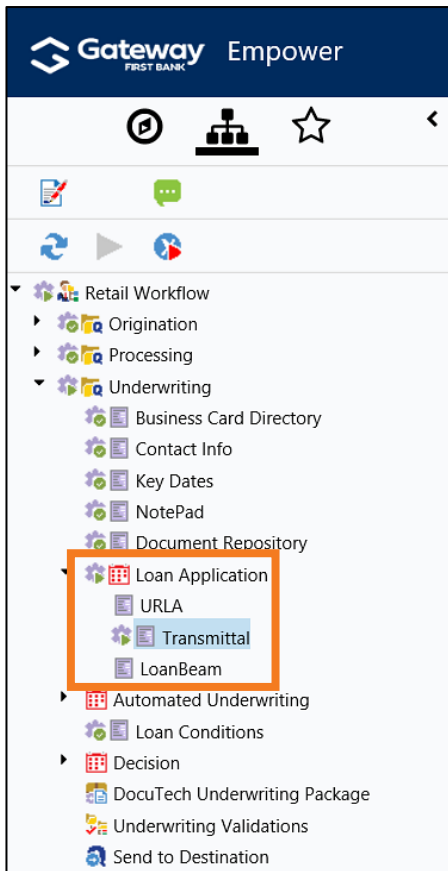 Gateway Empower
FIRST BANK
Retail Workflow
Origination
Processing
Underwriting
Business Card Directory
Contact Info
Key Dates
NotePad
Document Repository
Loan Application
URLA
Transmittal
LoanBeam
Automated Underwriting
Loan Conditions
Decision
DocuTech Underwriting Package
Underwriting Validations
Send to Destination